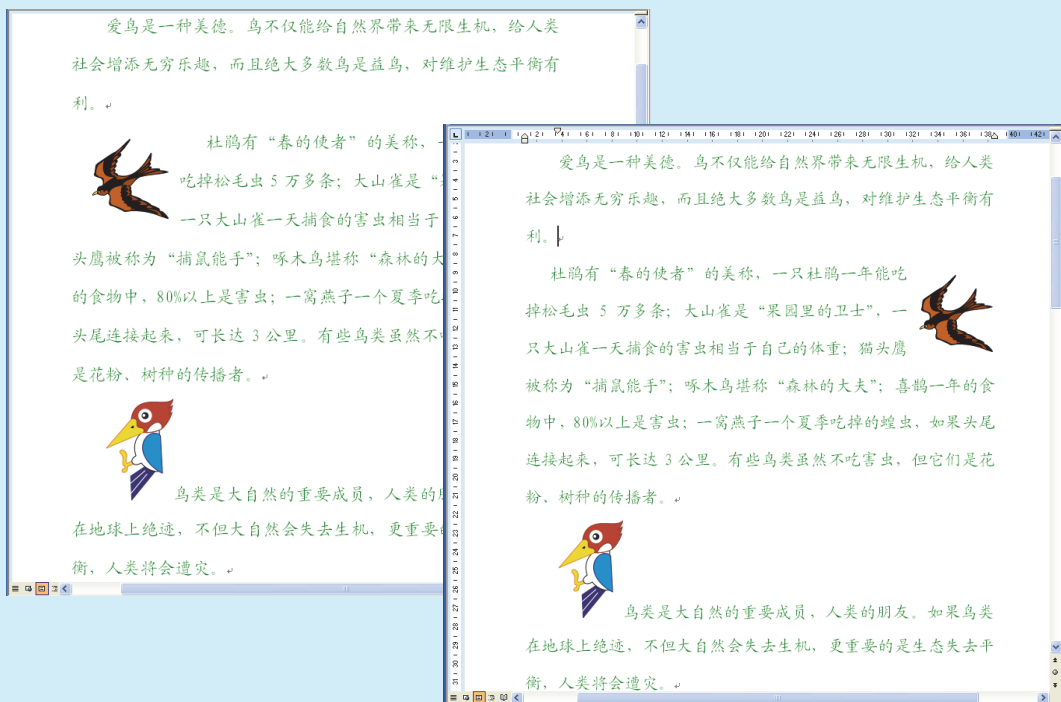 爱鸟是一种美德。鸟不仅能给自然界带来无限生机，给人类
社会增添无穷乐趣，而且绝大多数鸟是益鸟，对维护生态平衡有
利。
杜鹃有“春的使者”的美称，
吃掉松毛虫 5 万多条；大山雀是“
一只大山雀一天捕食的害虫相当于
头鹰被称为“捕鼠能手”；啄木鸟堪称“森林的大
的食物中，80%以上是害虫；一窝燕子一个夏季吃
头尾连接起来，可长达 3 公里。有些鸟类虽然不
是花粉、树种的传播者。
鸟类是大自然的重要成员，人类的
在地球上绝迹，不但大自然会失去生机，更重要
衡，人类将会遭灾。
爱鸟是一种美德。鸟不仅能给自然界带来无限生机，给人类
社会增添无穷乐趣，而且绝大多数鸟是益鸟，对维护生态平衡有
利。
杜鹃有“春的使者”的美称，一只杜鹃一年能吃
掉松毛虫 5 万多条；大山雀是“果园里的卫士”，一
只大山雀一天捕食的害虫相当于自己的体重；猫头鹰
被称为“捕鼠能手”；啄木鸟堪称“森林的大夫”；喜鹊一年的食
物中，80%以上是害虫；一窝燕子一个夏季吃掉的蝗虫，如果头尾
连接起来，可长达 3 公里。有些鸟类虽然不吃害虫，但它们是花
粉、树种的传播者。
鸟类是大自然的重要成员，人类的朋友。如果鸟类
在地球上绝迹，不但大自然会失去生机，更重要的是生态失去平
衡，人类将会遭灾。